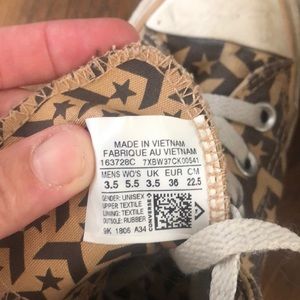 MADE IN VIETNAM
FABRIQUE AU VIETNAM
163728C 7XBW37CK00541
MENS WO'S UK EUR CM
3.5 5.5 3.5 36 22.5
GENDER: UNISEX
UPPER: TEXTILE
LINING: TEXTILE
OUTSOLE: RUBBER
CONVERSE
9K 1806 A34